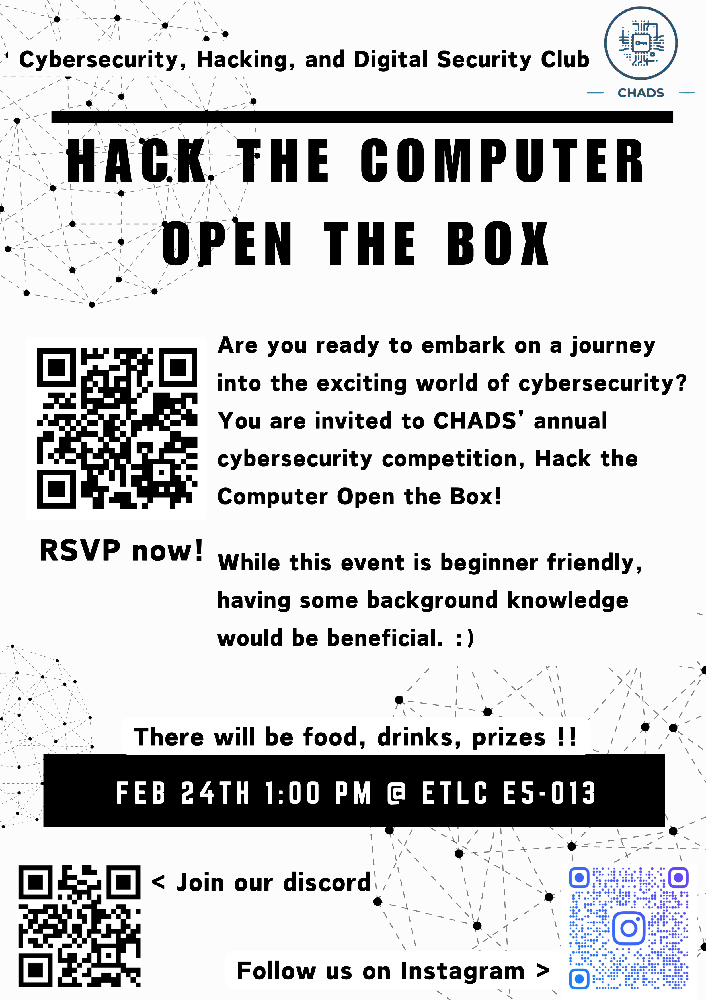 Cybersecurity, Hacking, and Digital Security Club
CHADS
HACK THE COMPUTER
OPEN THE BOX
Are you ready to embark on a journey
into the exciting world of cybersecurity?
You are invited to CHADS’ annual
cybersecurity competition, Hack the
Computer Open the Box!
RSVP now!
While this event is beginner friendly,
having some background knowledge
would be beneficial. :)
There will be food, drinks, prizes !!
FEB 24TH 1:00 PM @ ETLC E5-013
< Join our discord
Follow us on Instagram >